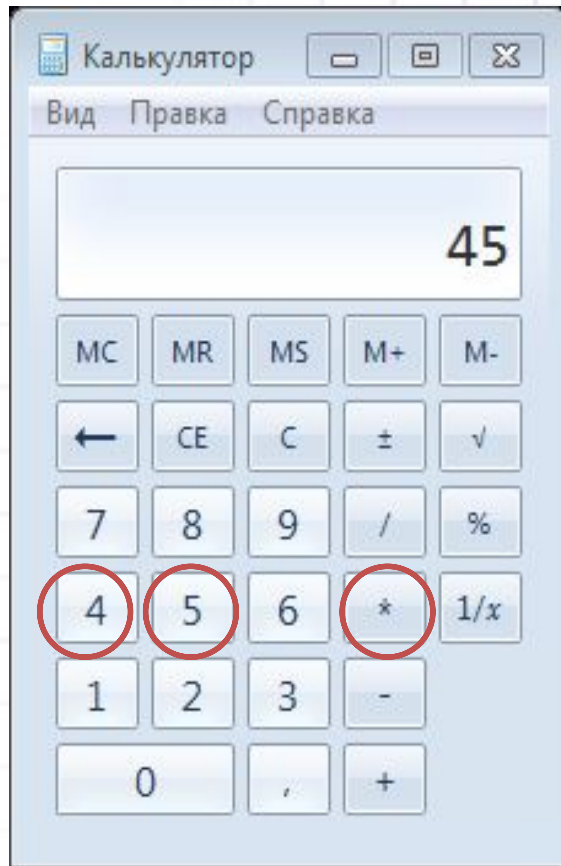 Калькулятор
Вид Правка Справка
45
MC MR MS M+ M-
← CE C ± √
7 8 9 / %
4 5 6 * 1/x
1 2 3 -
0 , +